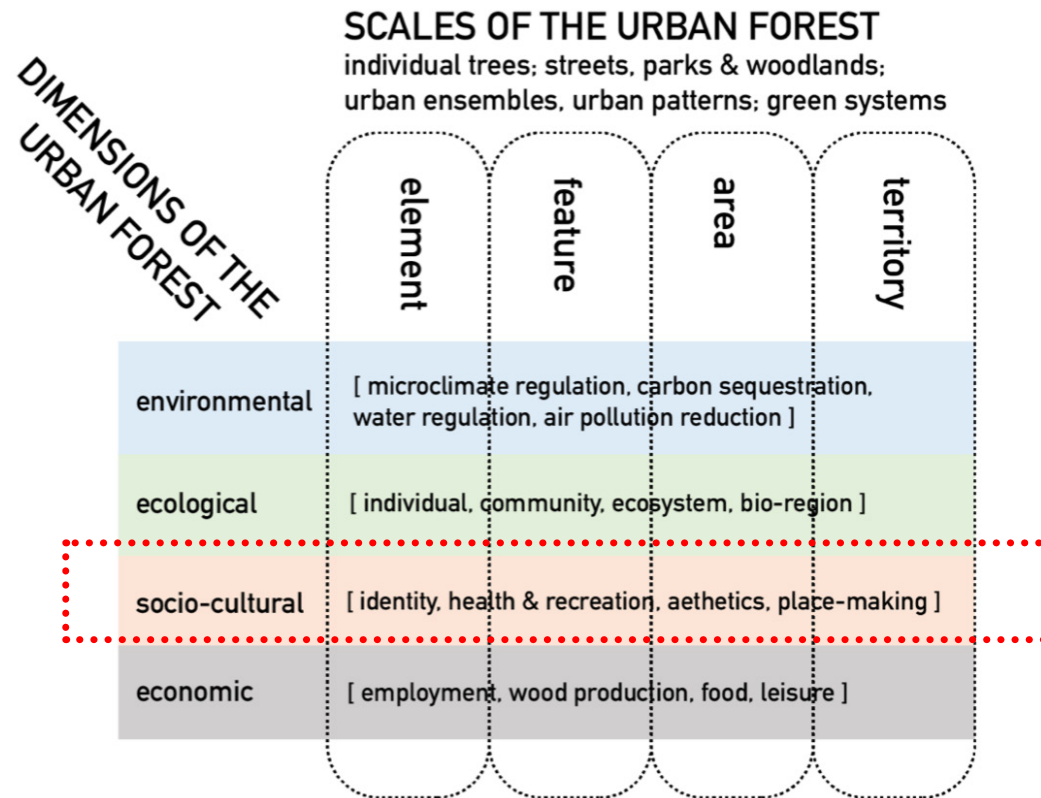 SCALES OF THE URBAN FOREST
individual trees; streets, parks & woodlands;
urban ensembles, urban patterns; green systems
DIMENSIONS OF THE
URBAN FOREST
element
feature
area
territory
environmental
[ microclimate regulation, carbon sequestration,
water regulation, air pollution reduction ]
ecological
[ individual, community, ecosystem, bio-region ]
socio-cultural
[ identity, health & recreation, aethetics, place-making ]
economic
[ employment, wood production, food, leisure ]